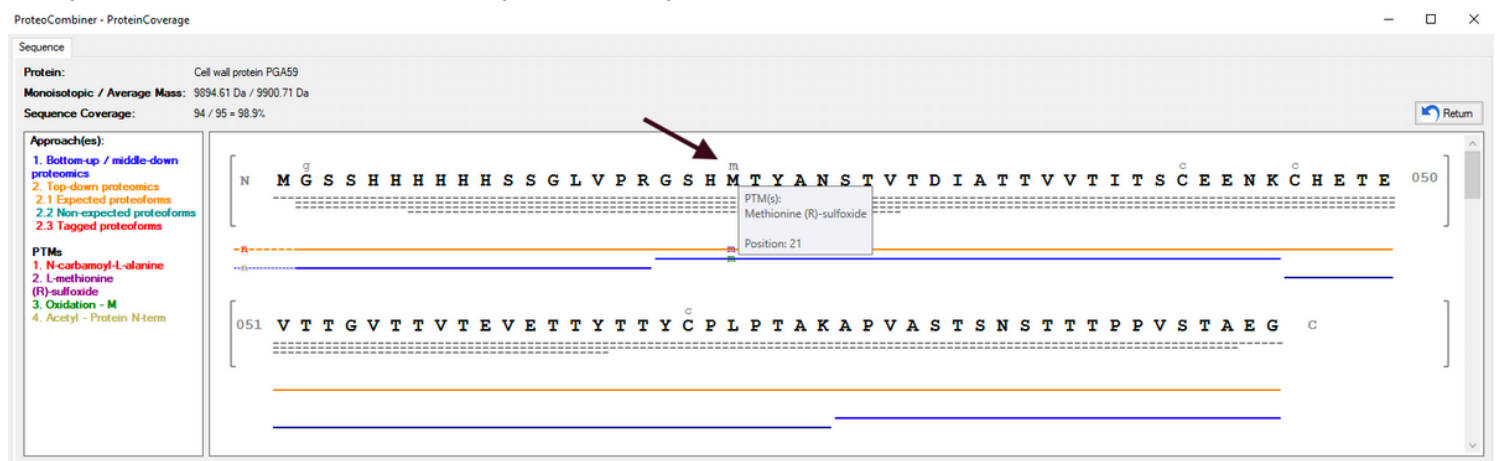 ProteoCombiner - ProteinCoverage
Sequence
Protein: Cell wall protein PGA59
Monoisotopic / Average Mass: 9894.61 Da / 9900.71 Da
Sequence Coverage: 94 / 95 = 98.9%
Return
Approach(es):
1. Bottom-up / middle-down
proteomics
2. Top-down proteomics
2.1 Expected proteoforms
2.2 Non-expected proteoforms
2.3 Tagged proteoforms
PTMs
1. N-carbamoyl-L-alanine
2. L-methionine
(R)-sulfoxide
3. Oxidation - M
4. Acetyl - Protein N-term
g m c c
N M G S S H H H H H H S S G L V P R G S H M T Y A N S T V T D I A T T V V T I T S C E E N K C H E T E 050
PTM(s):
Methionine (R)-sulfoxide
Position: 21
n m
n m
c
051 V T T G V T T V T E V E T T Y T T Y C P L P T A K A P V A S T S N S T T T P P V S T A E G C